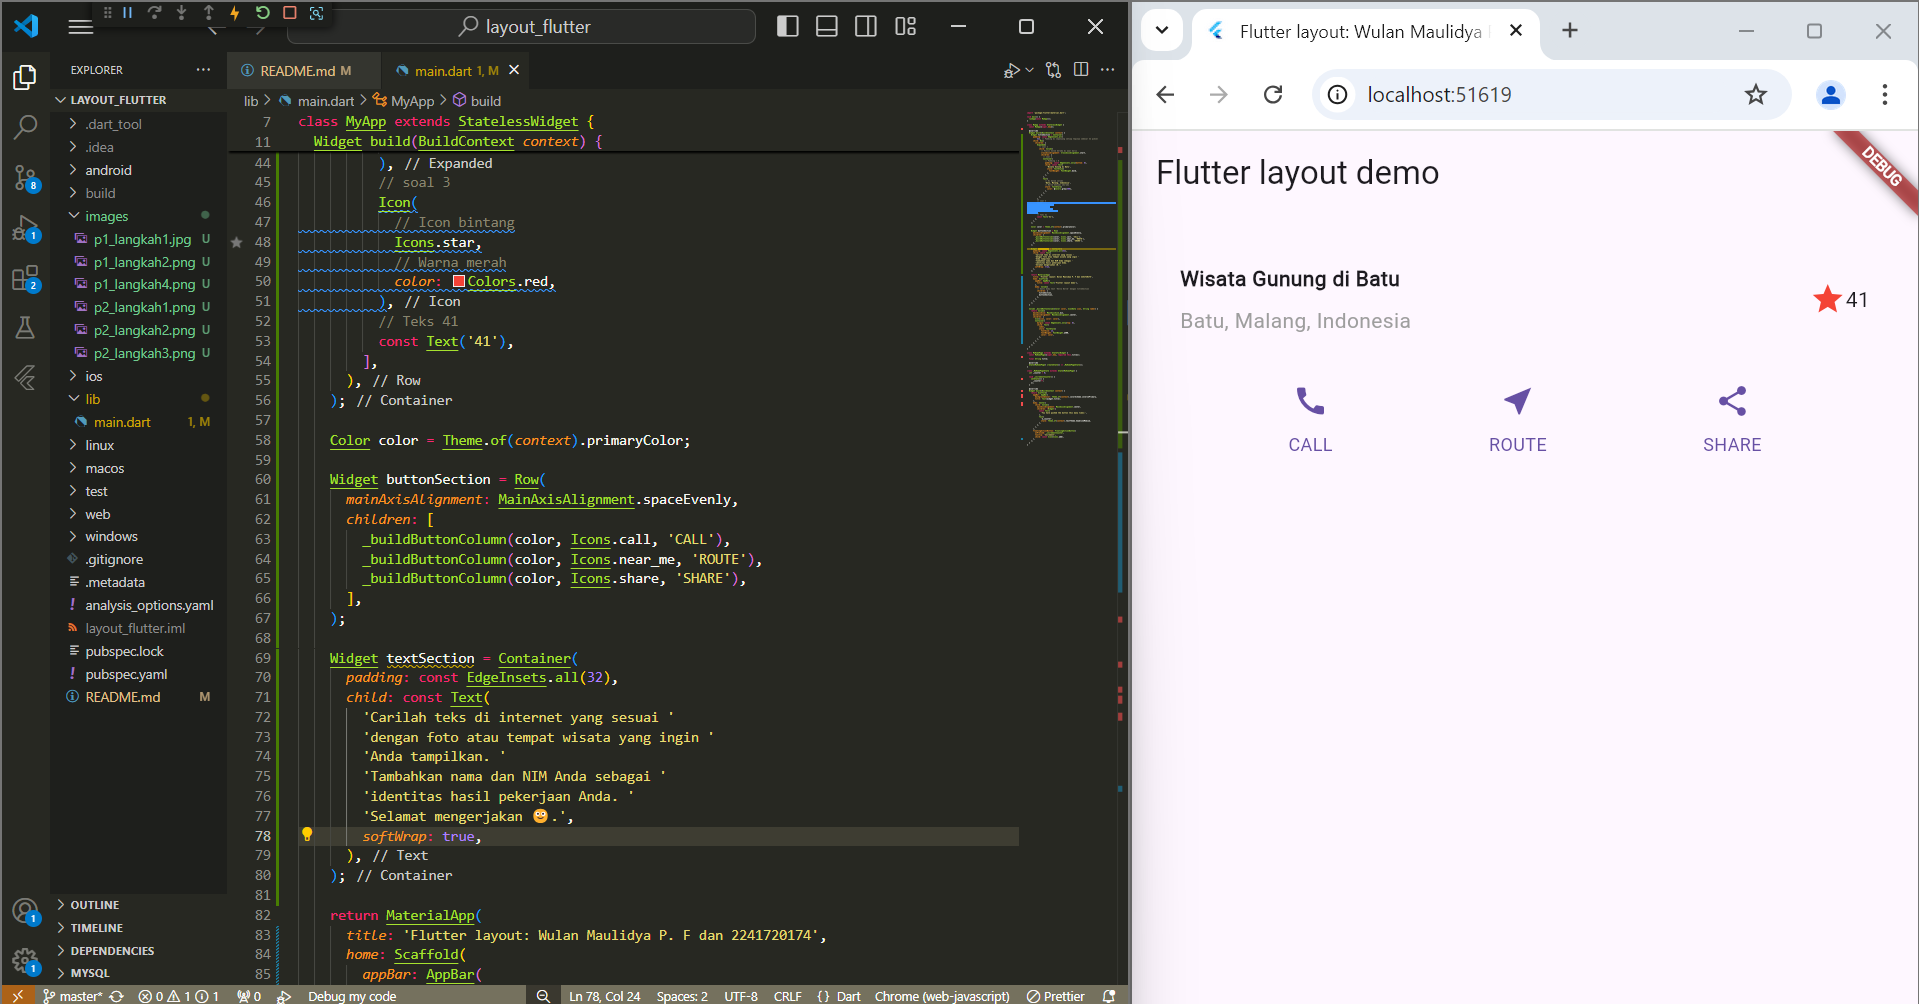 layout_flutter
EXPLORER
LAYOUT_FLUTTER
.dart_tool
.idea
android
build
images
p1_langkah1.jpg U
p1_langkah2.png U
p1_langkah4.png U
p2_langkah1.png U
p2_langkah2.png U
p2_langkah3.png U
ios
lib
main.dart 1, M
linux
macos
test
web
windows
.gitignore
.metadata
analysis_options.yaml
layout_flutter.iml
pubspec.lock
pubspec.yaml
README.md M
OUTLINE
TIMELINE
DEPENDENCIES
MYSQL
8
1
2
1
1
README.md M
main.dart 1, M
lib > main.dart > MyApp > build
7 class MyApp extends StatelessWidget {
11 Widget build(BuildContext context) {
44 ), // Expanded
45 // soal 3
46 Icon(
47 // Icon bintang
48 Icons.star,
49 // Warna merah
50 color: Colors.red,
51 ), // Icon
52 // Teks 41
53 const Text('41'),
54 ],
55 ), // Row
56 ); // Container
57
58 Color color = Theme.of(context).primaryColor;
59
60 Widget buttonSection = Row(
61 mainAxisAlignment: MainAxisAlignment.spaceEvenly,
62 children: [
63 _buildButtonColumn(color, Icons.call, 'CALL'),
64 _buildButtonColumn(color, Icons.near_me, 'ROUTE'),
65 _buildButtonColumn(color, Icons.share, 'SHARE'),
66 ],
67 );
68
69 Widget textSection = Container(
70 padding: const EdgeInsets.all(32),
71 child: const Text(
72 'Carilah teks di internet yang sesuai '
73 'dengan foto atau tempat wisata yang ingin '
74 'Anda tampilkan. '
75 'Tambahkan nama dan NIM Anda sebagai '
76 'identitas hasil pekerjaan Anda. '
77 'Selamat mengerjakan 🙂.',
78 softWrap: true,
79 ), // Text
80 ); // Container
81
82 return MaterialApp(
83 title: 'Flutter layout: Wulan Maulidya P. F dan 2241720174',
84 home: Scaffold(
85 appBar: AppBar(
master* 0 1 1 0 Debug my code Ln 78, Col 24 Spaces: 2 UTF-8 CRLF {} Dart Chrome (web-javascript) Prettier
Flutter layout: Wulan Maulidya
localhost:51619
DEBUG
Flutter layout demo
Wisata Gunung di Batu
41
Batu, Malang, Indonesia
CALL ROUTE SHARE